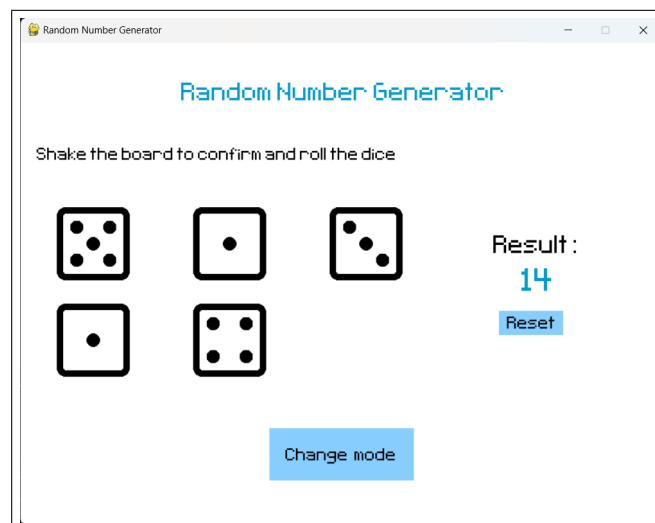 Random Number Generator
Random Number Generator
Shake the board to confirm and roll the dice
Result :
14
Reset
Change mode